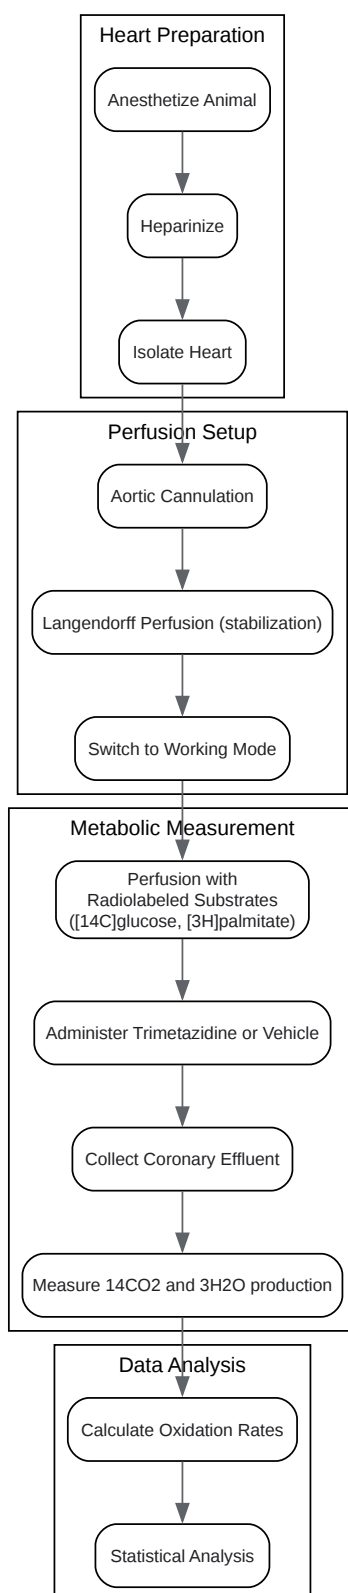 Heart Preparation
Anesthetize Animal
Heparinize
Isolate Heart
Perfusion Setup
Aortic Cannulation
Langendorff Perfusion (stabilization)
Switch to Working Mode
Metabolic Measurement
Perfusion with
Radiolabeled Substrates
([14C]glucose, [3H]palmitate)
Administer Trimetazidine or Vehicle
Collect Coronary Effluent
Measure 14CO2 and 3H2O production
Data Analysis
Calculate Oxidation Rates
Statistical Analysis